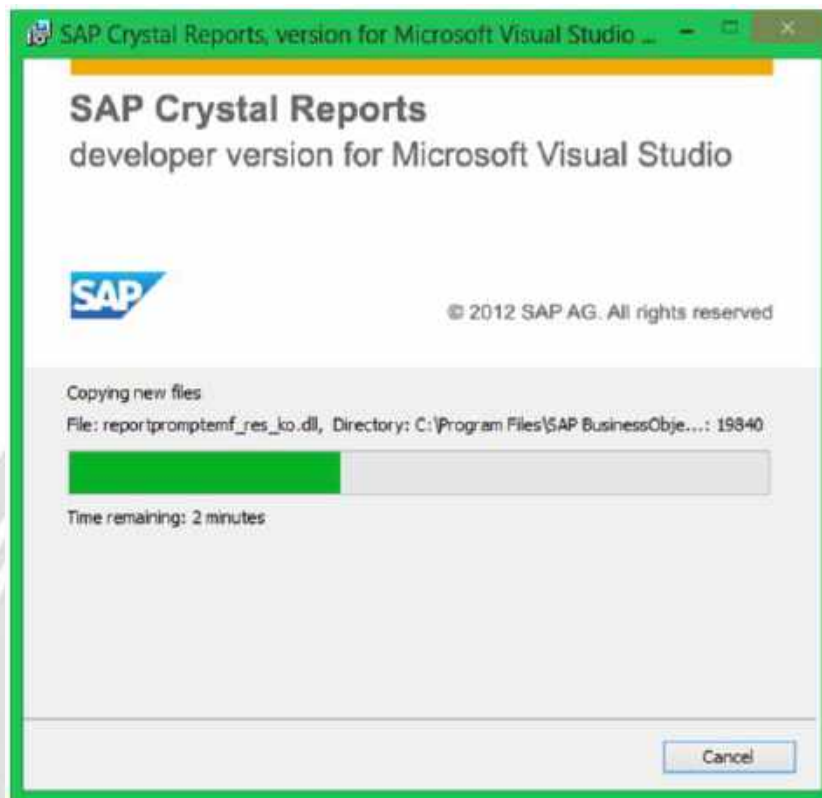 SAP Crystal Reports, version for Microsoft Visual Studio ...
SAP Crystal Reports
developer version for Microsoft Visual Studio
SAP
© 2012 SAP AG. All rights reserved
Copying new files
File: reportpromptemf_res_ko.dll, Directory: C:\Program Files\SAP BusinessObje...: 19840
Time remaining: 2 minutes
Cancel